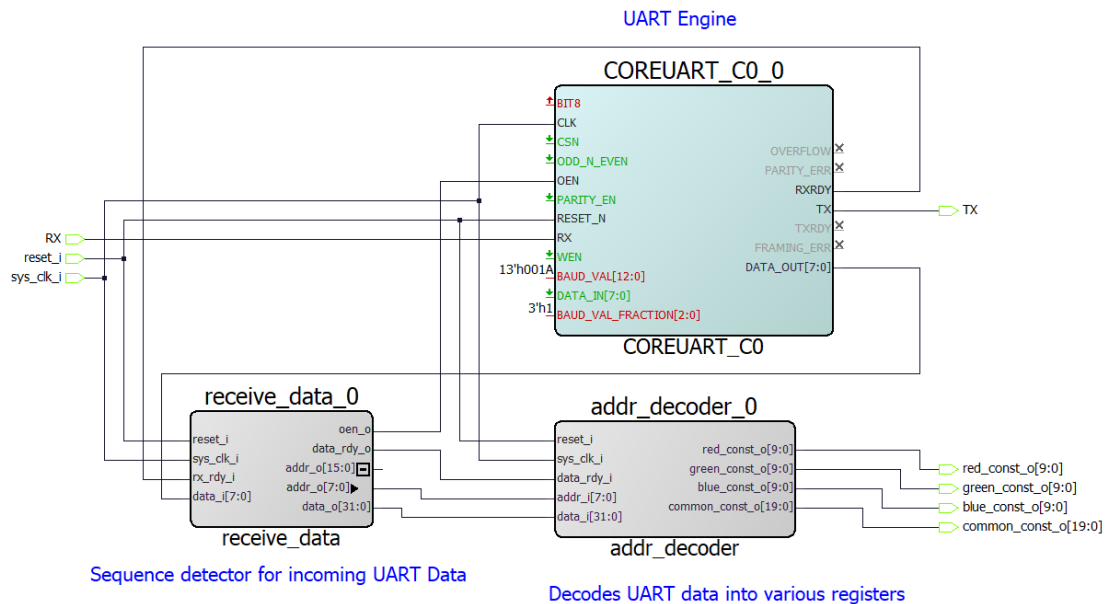 UART Engine
COREUART_C0_0
BIT8
CLK
CSN
ODD_N_EVEN
OEN
PARITY_EN
RESET_N
RX
WEN
13'h001A
BAUD_VAL[12:0]
DATA_IN[7:0]
3'h1
BAUD_VAL_FRACTION[2:0]
OVERFLOW
PARITY_ERR
RXRDY
TX
TXRDY
FRAMING_ERR
DATA_OUT[7:0]
COREUART_C0
TX
RX
reset_i
sys_clk_i
receive_data_0
reset_i
sys_clk_i
rx_rdy_i
data_i[7:0]
oen_o
data_rdy_o
addr_o[15:0]
addr_o[7:0]
data_o[31:0]
receive_data
Sequence detector for incoming UART Data
addr_decoder_0
reset_i
sys_clk_i
data_rdy_i
addr_i[7:0]
data_i[31:0]
red_const_o[9:0]
green_const_o[9:0]
blue_const_o[9:0]
common_const_o[19:0]
addr_decoder
red_const_o[9:0]
green_const_o[9:0]
blue_const_o[9:0]
common_const_o[19:0]
Decodes UART data into various registers